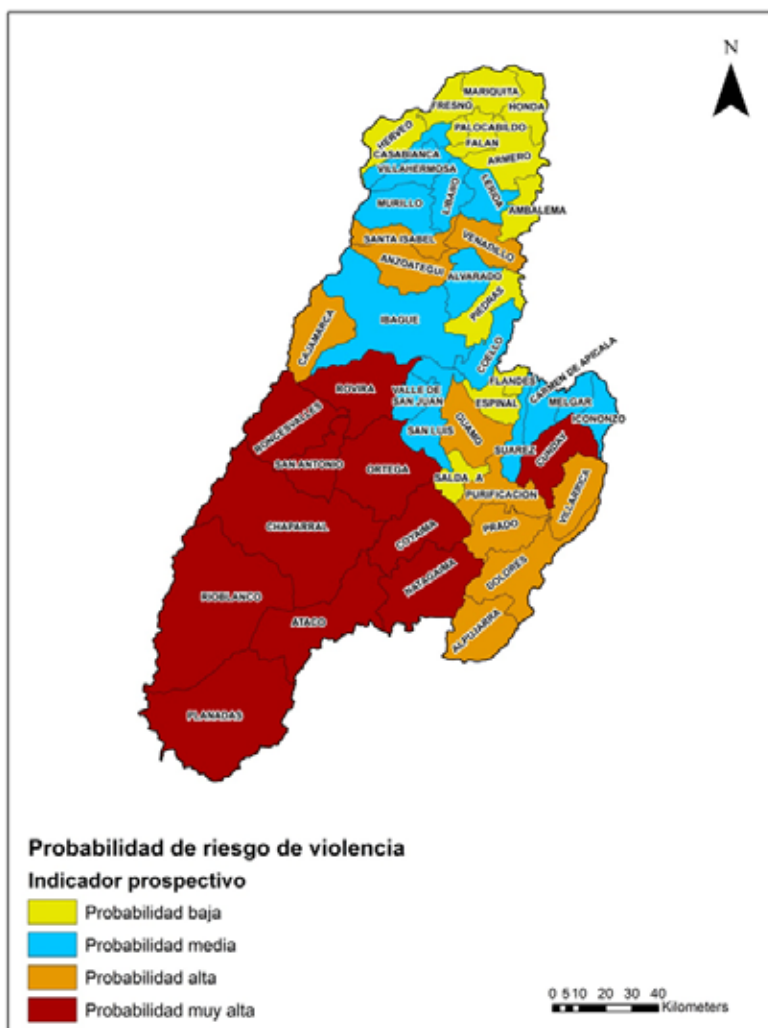 N
MARIQUITA
FRESNO
HONDA
PALOCABILDO
HERVEO
FALAN
CASABIANCA
ARMERO
VILLAHERMOSA
LIBANO
LERIDA
MURILLO
AMBALEMA
SANTA ISABEL
VENADILLO
ANZOATEGUI
ALVARADO
PIEDRAS
IBAGUE
CAJAMARCA
COELLO
CARMEN DE APICALA
FLANDES
ROVIRA
VALLE DE
SAN JUAN
ESPINAL
MELGAR
ICONONZO
RONCESVALLES
GUAMO
SAN LUIS
SUAREZ
CUNDAY
SAN ANTONIO
ORTEGA
SALDA_A
PURIFICACION
VILLARRICA
CHAPARRAL
COYAIMA
PRADO
NATAGAIMA
DOLORES
RIOBLANCO
ATACO
ALPUJARRA
PLANADAS
Probabilidad de riesgo de violencia
Indicador prospectivo
Probabilidad baja
Probabilidad media
Probabilidad alta
Probabilidad muy alta
0 5 10 20 30 40
Kilometers